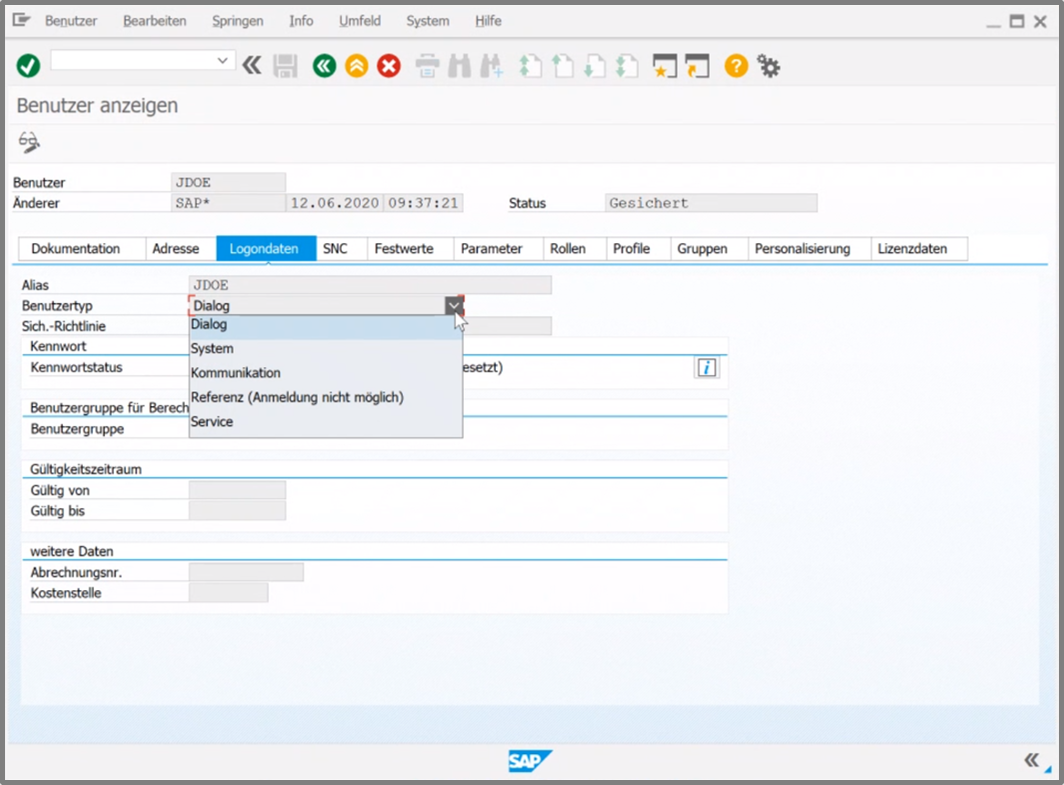 Benutzer Bearbeiten Springen Info Umfeld System Hilfe
Benutzer anzeigen
Benutzer JDOE
Änderer SAP* 12.06.2020 09:37:21 Status Gesichert
Dokumentation Adresse Logondaten SNC Festwerte Parameter Rollen Profile Gruppen Personalisierung Lizenzdaten
Alias JDOE
Benutzertyp Dialog
Sich.-Richtlinie Dialog
Kennwort System
Kennwortstatus Kommunikation esetzt) i
Referenz (Anmeldung nicht möglich)
Benutzergruppe für Berech
Benutzergruppe Service
Gültigkeitszeitraum
Gültig von
Gültig bis
weitere Daten
Abrechnungsnr.
Kostenstelle
SAP